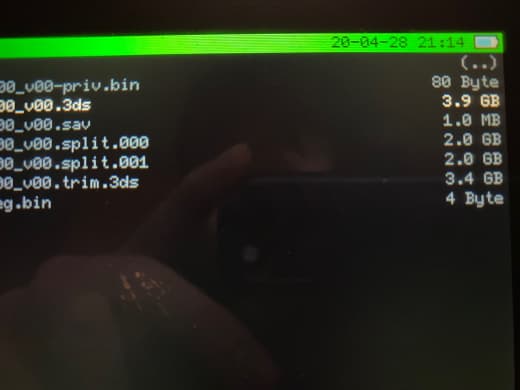 20-04-28 21:14
(..)
00_v00-priv.bin 80 Byte
00_v00.3ds 3.9 GB
00_v00.sav 1.0 MB
00_v00.split.000 2.0 GB
00_v00.split.001 2.0 GB
00_v00.trim.3ds 3.4 GB
eg.bin 4 Byte